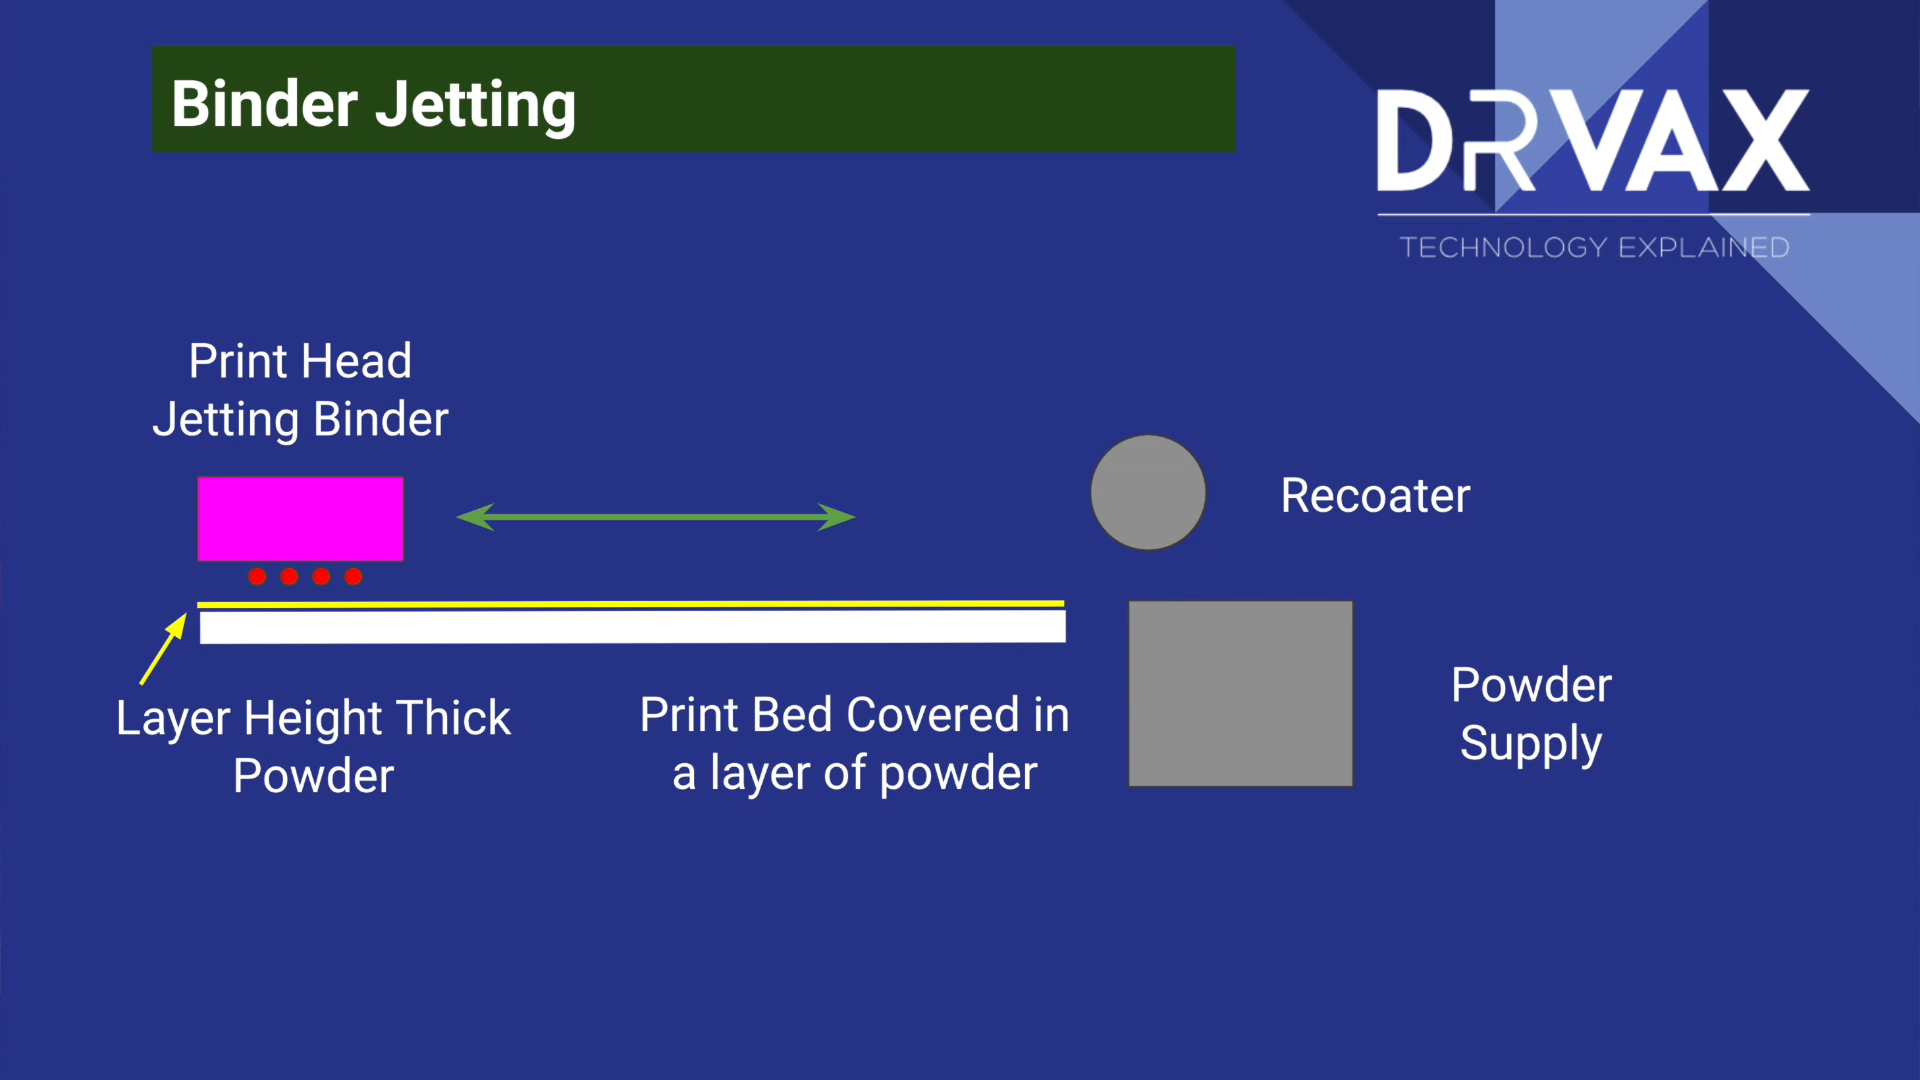 Binder Jetting
DRVAX
TECHNOLOGY EXPLAINED
Print Head
Jetting Binder
Recoater
Layer Height Thick
Powder
Print Bed Covered in
a layer of powder
Powder
Supply